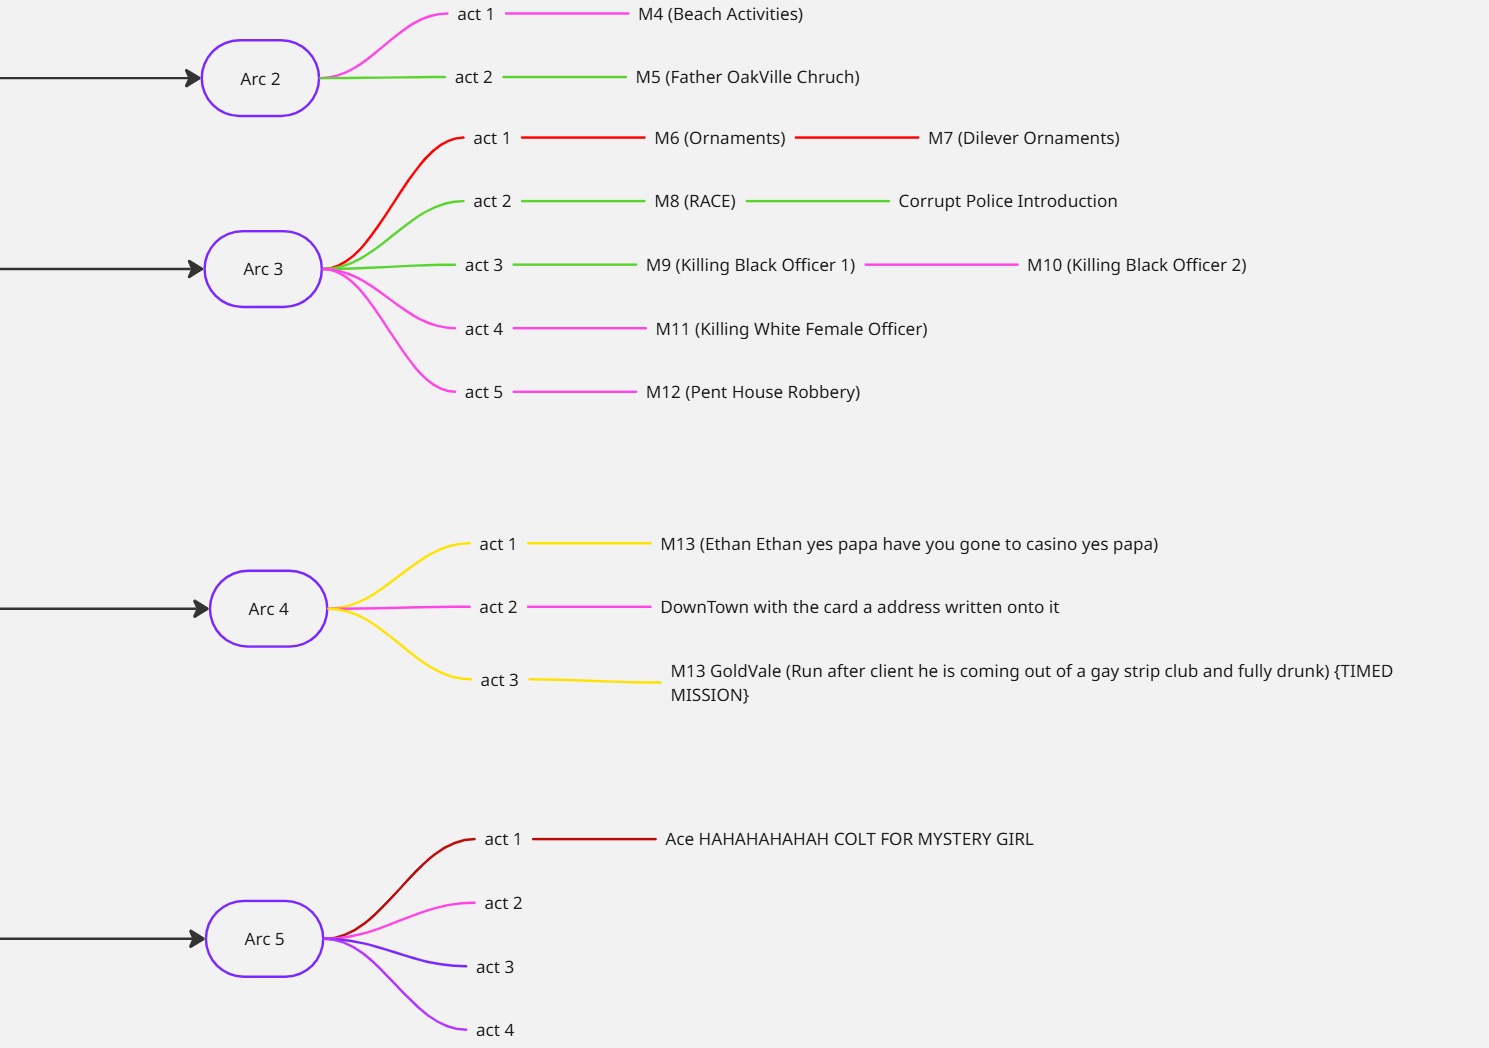 act 1 M4 (Beach Activities)
Arc 2
act 2 M5 (Father OakVille Chruch)
act 1 M6 (Ornaments) M7 (Dilever Ornaments)
act 2 M8 (RACE) Corrupt Police Introduction
Arc 3
act 3 M9 (Killing Black Officer 1) M10 (Killing Black Officer 2)
act 4 M11 (Killing White Female Officer)
act 5 M12 (Pent House Robbery)
act 1 M13 (Ethan Ethan yes papa have you gone to casino yes papa)
Arc 4
act 2 DownTown with the card a address written onto it
act 3 M13 GoldVale (Run after client he is coming out of a gay strip club and fully drunk) {TIMED
MISSION}
act 1 Ace HAHAHAHAHAH COLT FOR MYSTERY GIRL
act 2
Arc 5
act 3
act 4